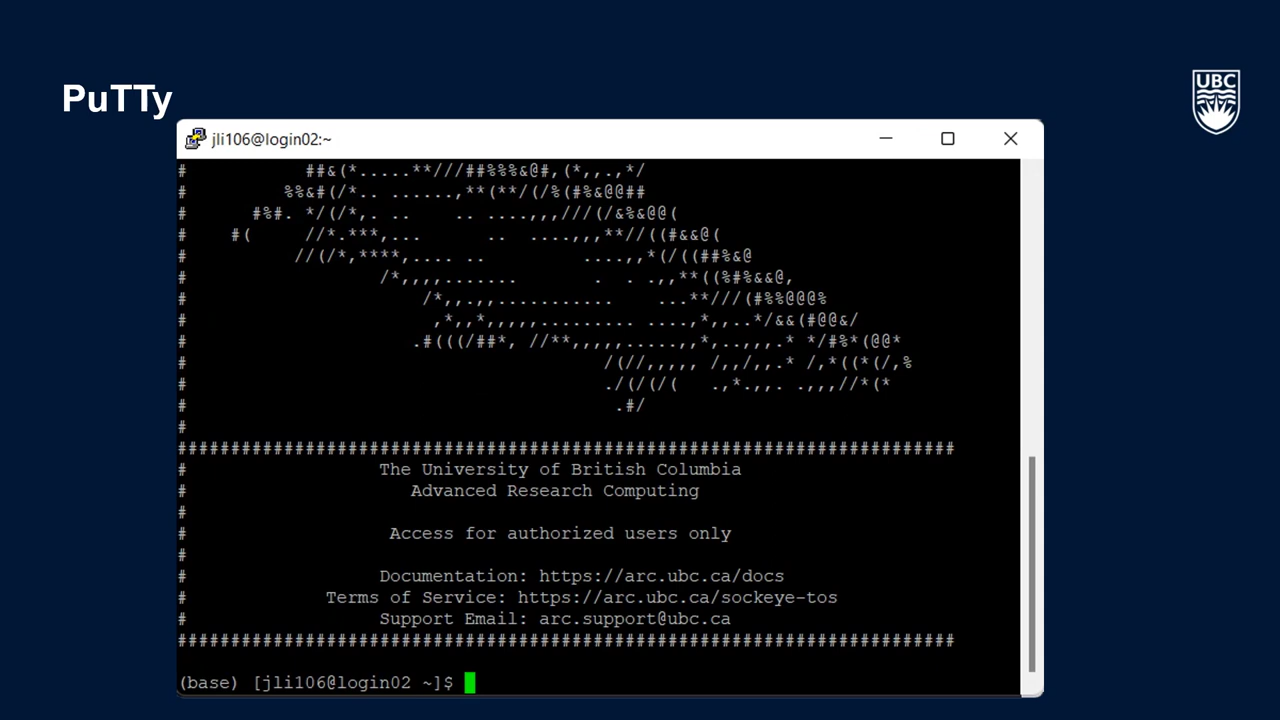 PuTTy
UBC
jli106@login02:~
#           ##&(*.....**///##%%%&@#,(*,,.,*/
#         %%&#(/*.. ......,**(**/(/%(#%&@@##
#      #%#. */(/*,. ..    .. ....,,,///(/&%&@@(
#    #(     //*.***,...      ..  ....,,,**//((#&&@(
#          //(/*,****,.... ..         ....,,*(/((##%&@
#                  /*,,,,.......       .  . .,,**((%#%&&@,
#                      /*,,.,,...........    ...**///(#%%@@@%
#                       ,*,,*,,,,,......... ....,*,,..*/&&(#@@&/
#                     .#(((/##*, //**,,,,,.....,,*,..,,,.* */#%*(@@*
#                                       /(//,,,,, /,,/,,.* /,*((*(/,%
#                                       ./(/(/(   .,*.,,. .,,,//*(*
#                                        .#/
#
#########################################################################
#                  The University of British Columbia
#                     Advanced Research Computing
#
#                   Access for authorized users only
#
#                  Documentation: https://arc.ubc.ca/docs
#             Terms of Service: https://arc.ubc.ca/sockeye-tos
#                  Support Email: arc.support@ubc.ca
#########################################################################
(base) [jli106@login02 ~]$